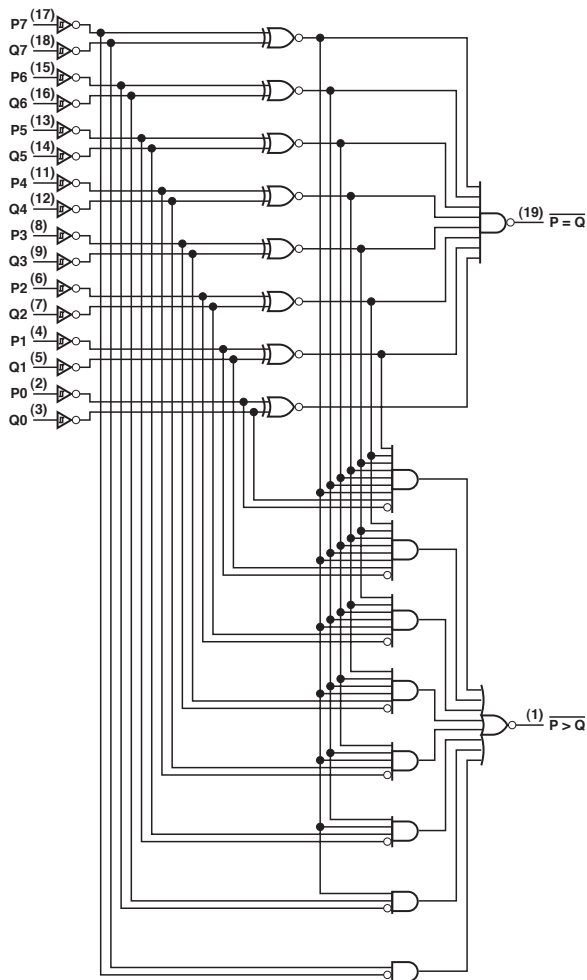 P7 (17)
Q7 (18)
P6 (15)
Q6 (16)
P5 (13)
Q5 (14)
P4 (11)
Q4 (12)
P3 (8)
Q3 (9)
P2 (6)
Q2 (7)
P1 (4)
Q1 (5)
P0 (2)
Q0 (3)
(19) P = Q
(1) P > Q